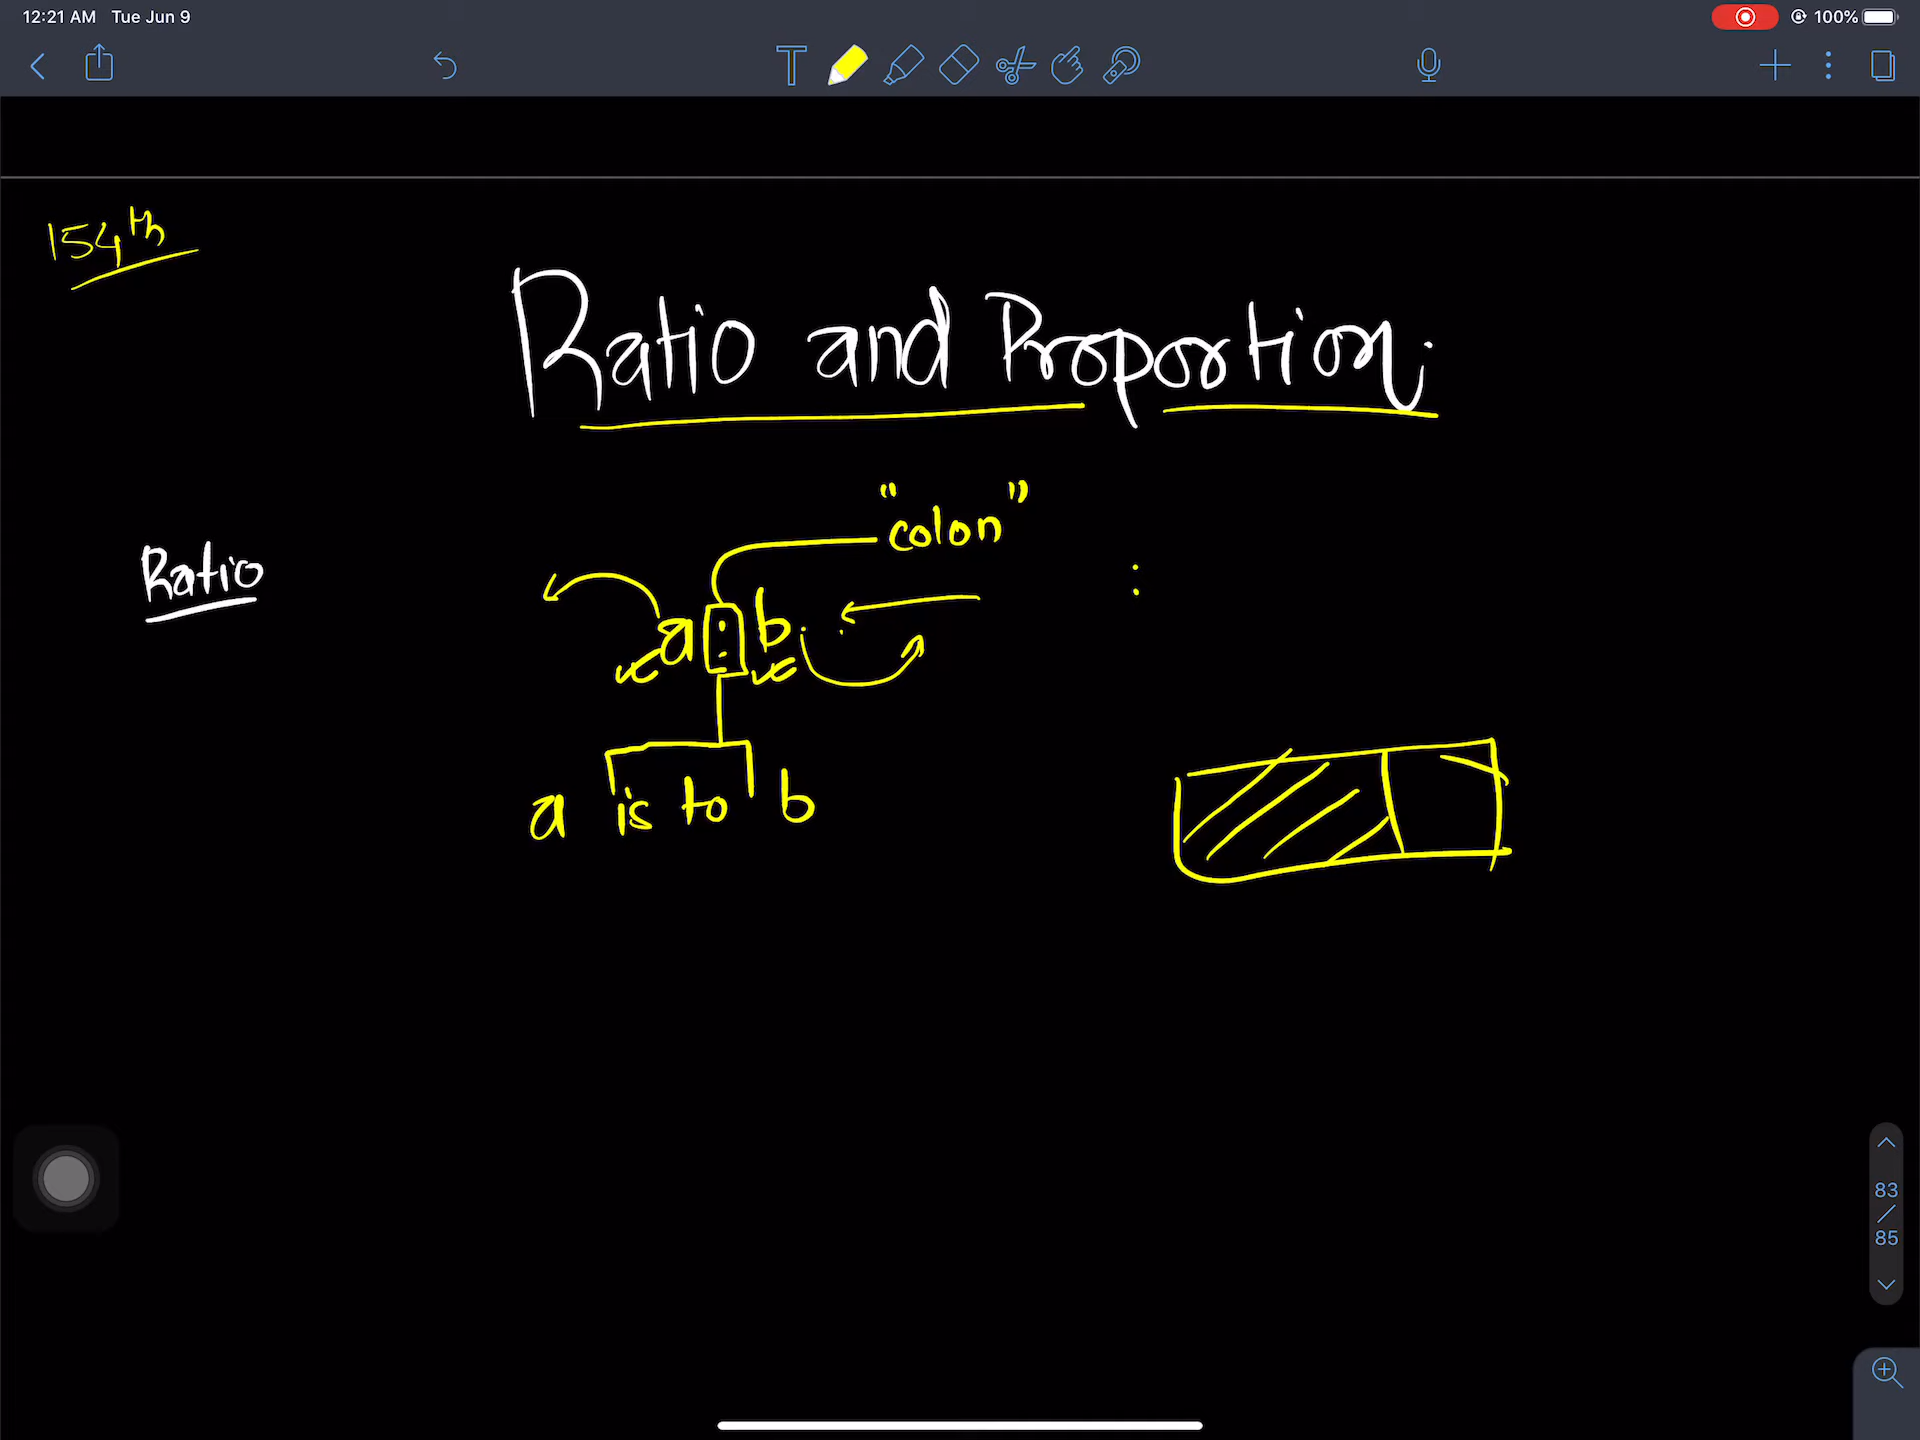 12:21 AM Tue Jun 9
100%
154th
Ratio and Proportion.
"colon"
Ratio
a : b
:
a is to b
83
/
85